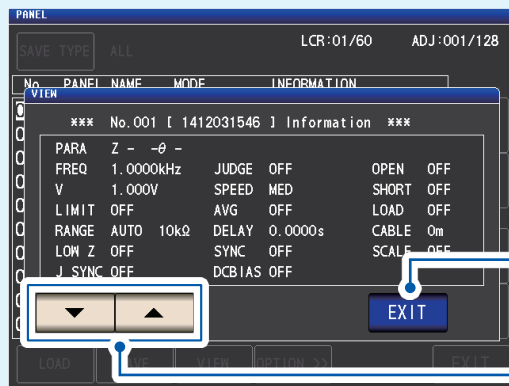 PANEL
LCR:01/60 ADJ:001/128
SAVE TYPE ALL
No. PANEL NAME MODE INFORMATION
VIEW
*** No.001 [ 1412031546 ] Information ***
PARA Z - -θ -
FREQ 1.0000kHz JUDGE OFF OPEN OFF
V 1.000V SPEED MED SHORT OFF
LIMIT OFF AVG OFF LOAD OFF
RANGE AUTO 10kΩ DELAY 0.0000s CABLE 0m
LOW Z OFF SYNC OFF SCALE OFF
J SYNC OFF DCBIAS OFF
EXIT
LOAD SAVE VIEW OPTION >> EXIT